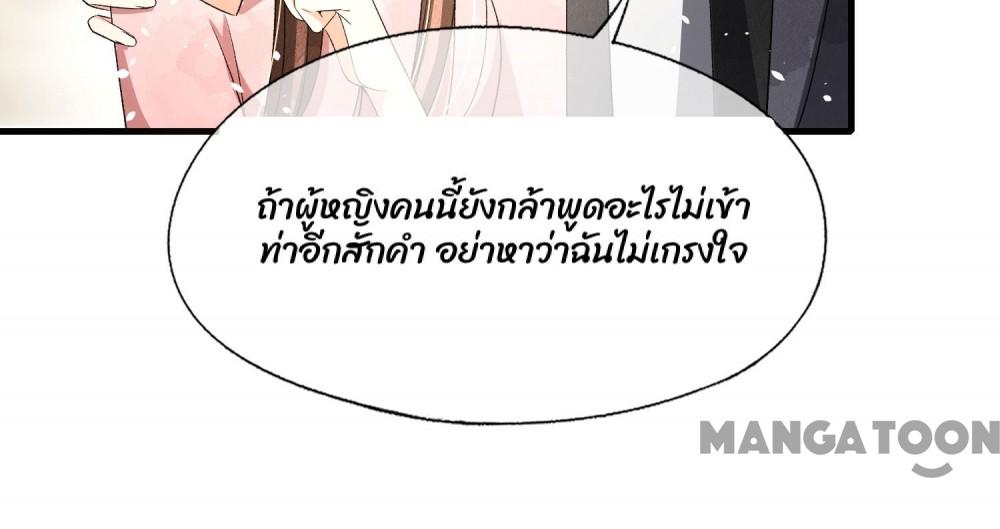 ถ้าผู้หญิงคนนี้ยังกล้าพูดอะไรไม่เข้า
ท่าอีกสักคำ อย่าหาว่าฉันไม่เกรงใจ
MANGATOON